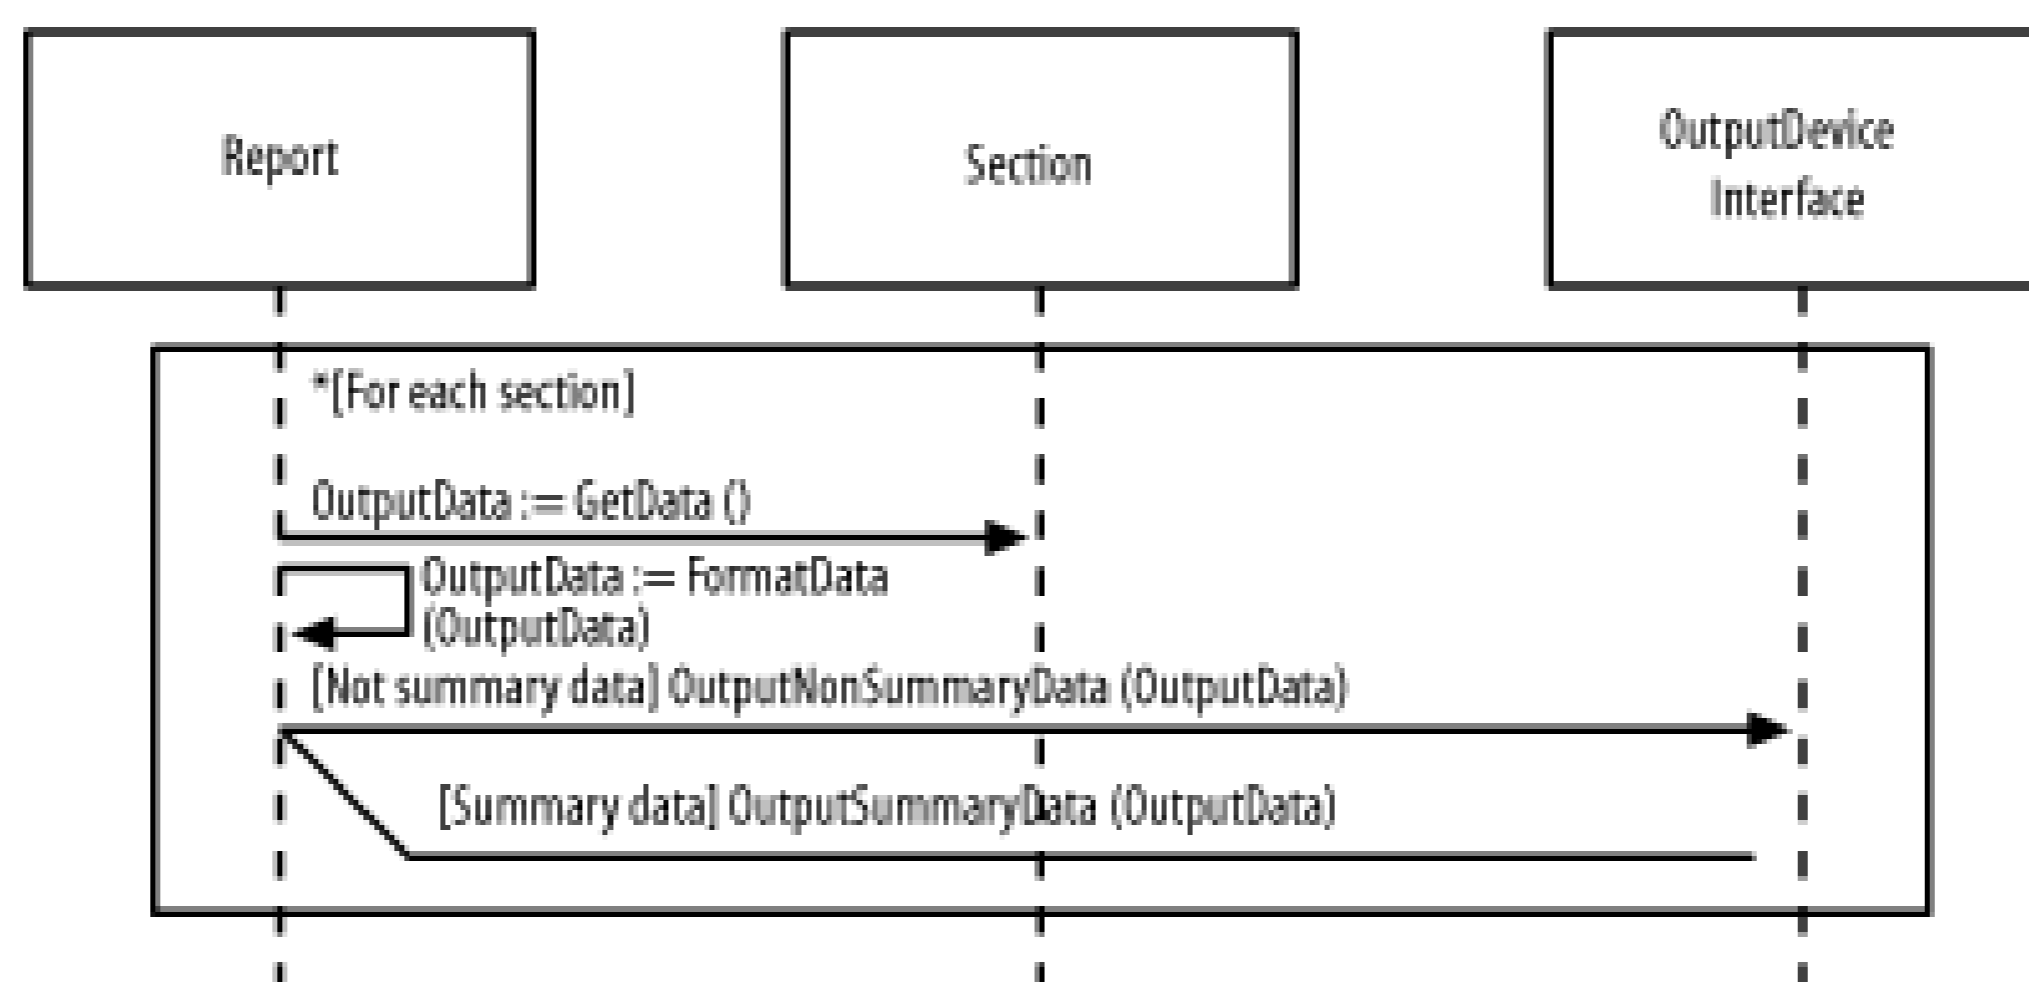 Report
Section
OutputDevice
Interface
*[For each section]
OutputData := GetData ()
OutputData := FormatData
(OutputData)
[Not summary data] OutputNonSummaryData (OutputData)
[Summary data] OutputSummaryData (OutputData)